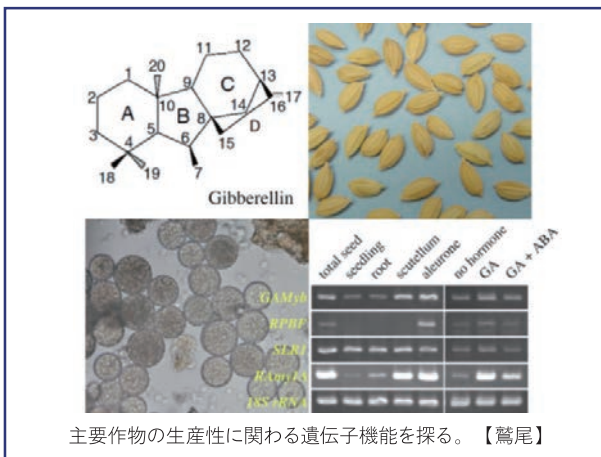 20
11
12
1
9
C
13
2
10
17
14
16
A
B
8
D
3
5
15
4
6
18
19
7
Gibberellin
total seed
seedling
root
scutellum
aleurone
no hormone
GA
GA + ABA
GAMyb
RPBF
SLR1
RAmy1A
18S rRNA
主要作物の生産性に関わる遺伝子機能を探る。【鷲尾】